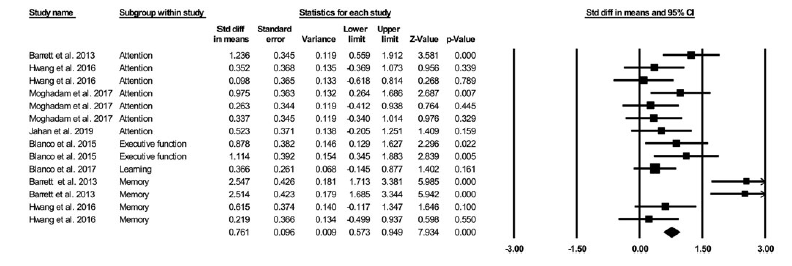 Study name Subgroup within study Statistics for each study Std diff in means and 95% CI
Std diff in means Standard error Variance Lower limit Upper limit Z-Value p-Value
Barrett et al. 2013 Attention 1.236 0.345 0.119 0.559 1.912 3.581 0.000
Hwang et al. 2016 Attention 0.352 0.368 0.135 -0.369 1.073 0.956 0.339
Hwang et al. 2016 Attention 0.098 0.365 0.133 -0.618 0.814 0.268 0.789
Moghadam et al. 2017 Attention 0.975 0.363 0.132 0.264 1.686 2.687 0.007
Moghadam et al. 2017 Attention 0.263 0.344 0.119 -0.412 0.938 0.764 0.445
Moghadam et al. 2017 Attention 0.337 0.345 0.119 -0.340 1.014 0.976 0.329
Jahan et al. 2019 Attention 0.523 0.371 0.138 -0.205 1.251 1.409 0.159
Blanco et al. 2015 Executive function 0.878 0.382 0.146 0.129 1.627 2.296 0.022
Blanco et al. 2015 Executive function 1.114 0.392 0.154 0.345 1.883 2.839 0.005
Blanco et al. 2017 Learning 0.366 0.261 0.068 -0.145 0.877 1.402 0.161
Barrett et al. 2013 Memory 2.547 0.426 0.181 1.713 3.381 5.985 0.000
Barrett et al. 2013 Memory 2.514 0.423 0.179 1.685 3.344 5.942 0.000
Hwang et al. 2016 Memory 0.615 0.374 0.140 -0.117 1.347 1.646 0.100
Hwang et al. 2016 Memory 0.219 0.366 0.134 -0.499 0.937 0.598 0.550
0.761 0.096 0.009 0.573 0.949 7.934 0.000
-3.00 -1.50 0.00 1.50 3.00